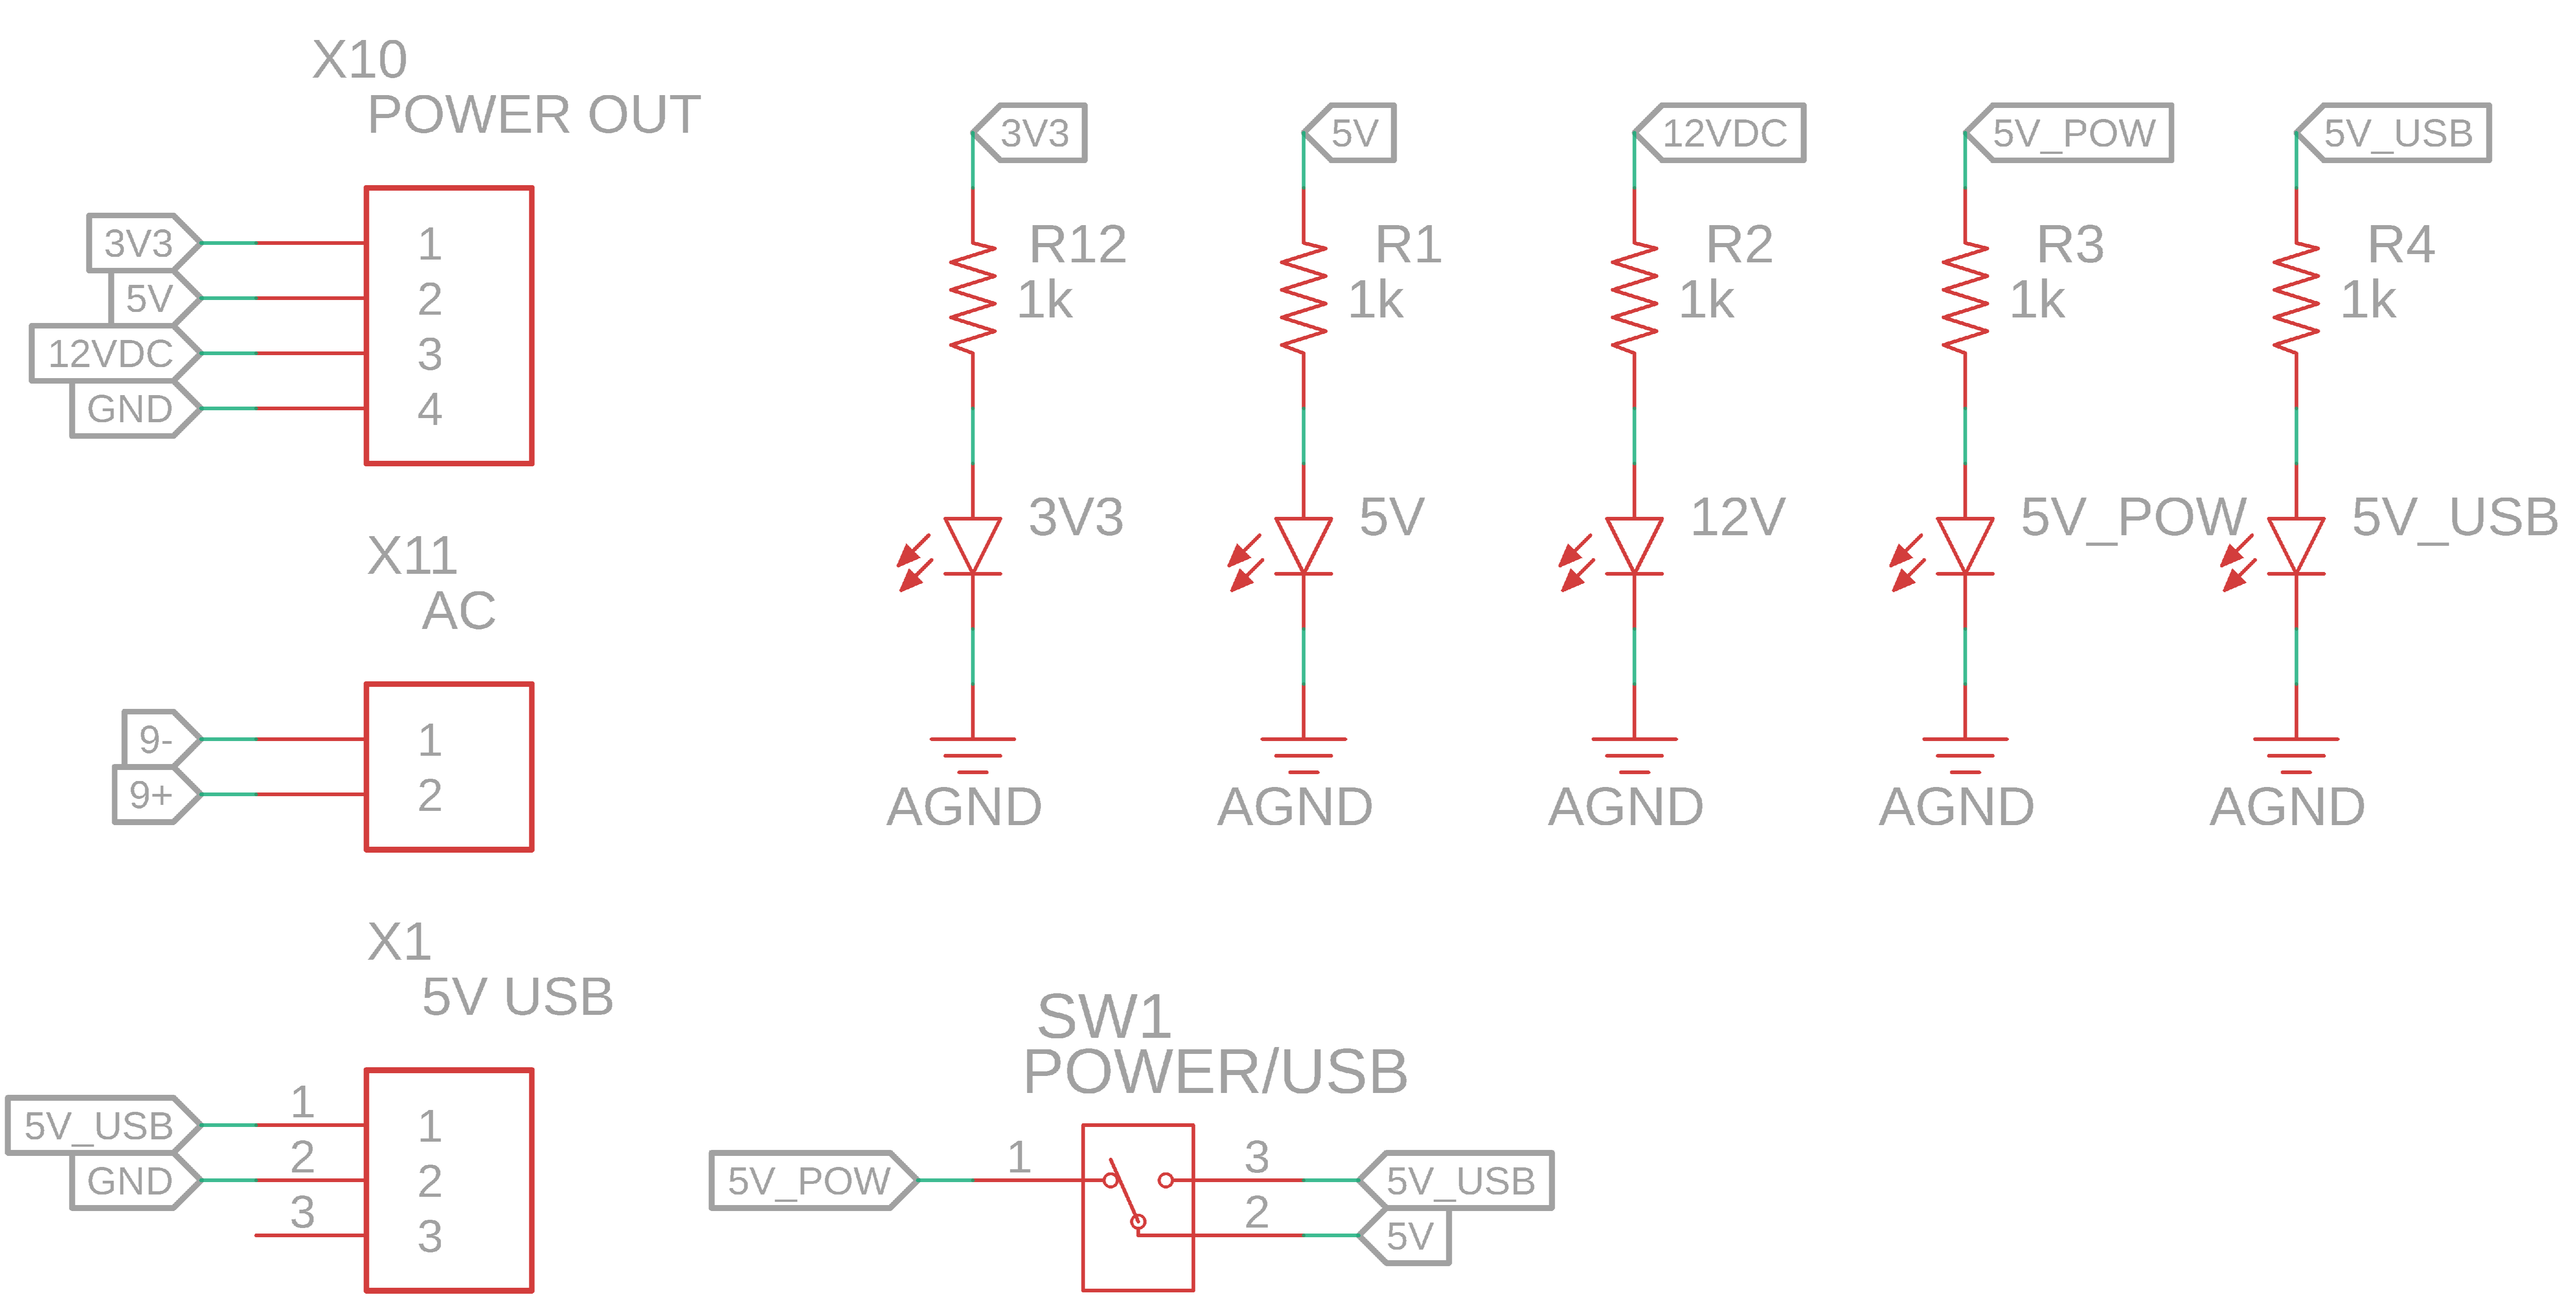 X10
POWER OUT
3V3 1
5V 2
12VDC 3
GND 4
X11
AC
9- 1
9+ 2
X1
5V USB
5V_USB 1 1
GND 2 2
3 3
3V3
R12
1k
3V3
AGND
5V
R1
1k
5V
AGND
12VDC
R2
1k
12V
AGND
5V_POW
R3
1k
5V_POW
AGND
5V_USB
R4
1k
5V_USB
AGND
SW1
POWER/USB
5V_POW 1 3 5V_USB
2 5V